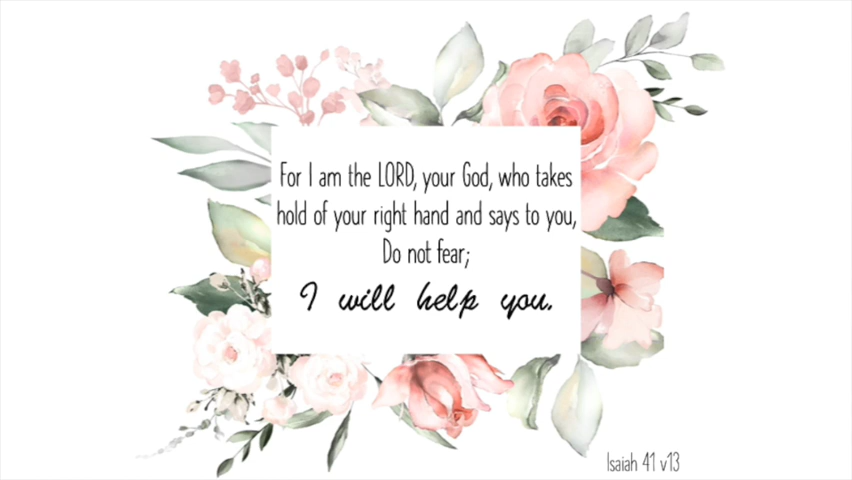 For I am the LORD, your God, who takes
hold of your right hand and says to you,
Do not fear;
I will help you.
Isaiah 41 v13